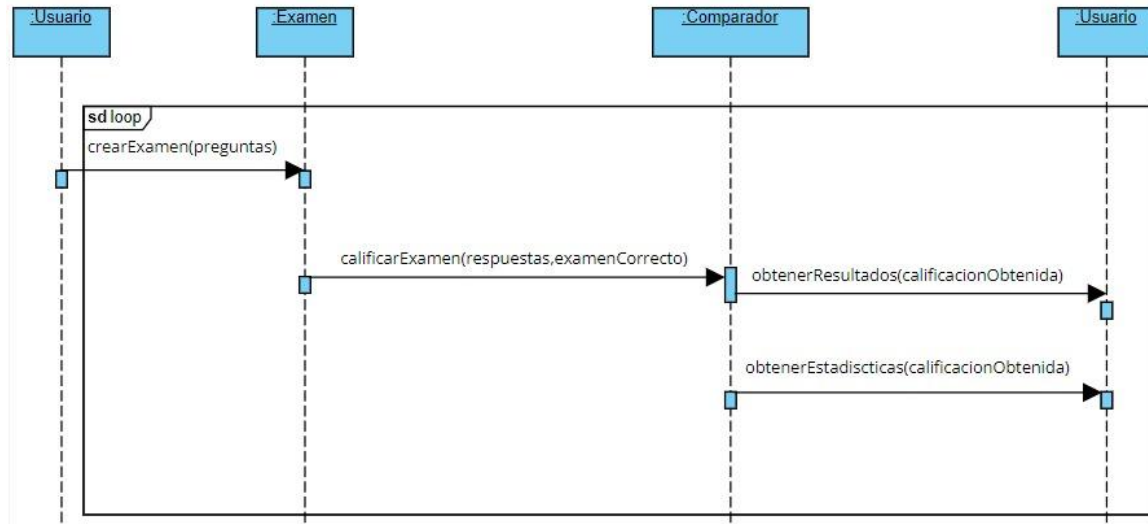 :Usuario
:Examen
:Comparador
:Usuario
sd loop
crearExamen(preguntas)
calificarExamen(respuestas,examenCorrecto)
obtenerResultados(calificacionObtenida)
obtenerEstadiscticas(calificacionObtenida)